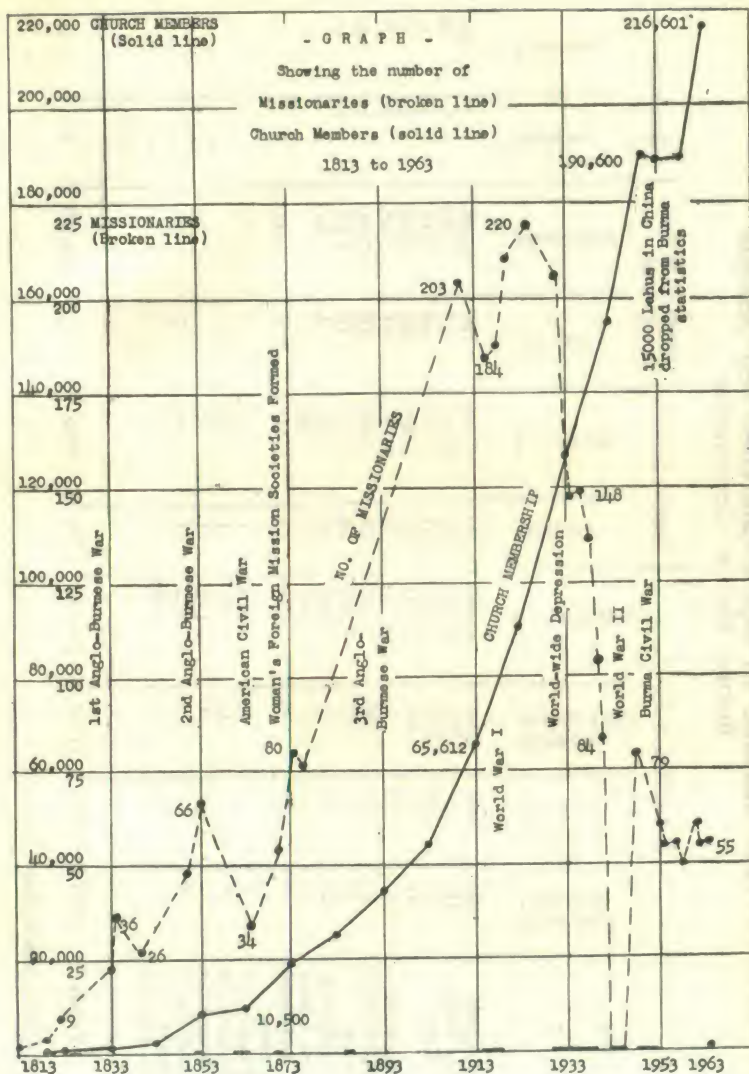 220,000 CHURCH MEMBERS
(Solid line)
- G R A P H -
Showing the number of
Missionaries (broken line)
Church Members (solid line)
1813 to 1963
216,601
200,000
190,600
180,000
225 MISSIONARIES
(Broken line)
220
15000 Lahus in China
dropped from Burma
statistics
160,000
200
203
184
140,000
175
NO. OF MISSIONARIES
CHURCH MEMBERSHIP
120,000
150
148
100,000
125
1st Anglo-Burmese War
2nd Anglo-Burmese War
American Civil War
Woman's Foreign Mission Societies Formed
3rd Anglo-
Burmese War
World War I
World-wide Depression
World War II
Burma Civil War
80,000
100
80
65,612
84
79
60,000
75
66
55
40,000
50
36
34
26
20,000
25
9
10,500
1813 1833 1853 1873 1893 1913 1933 1953 1963